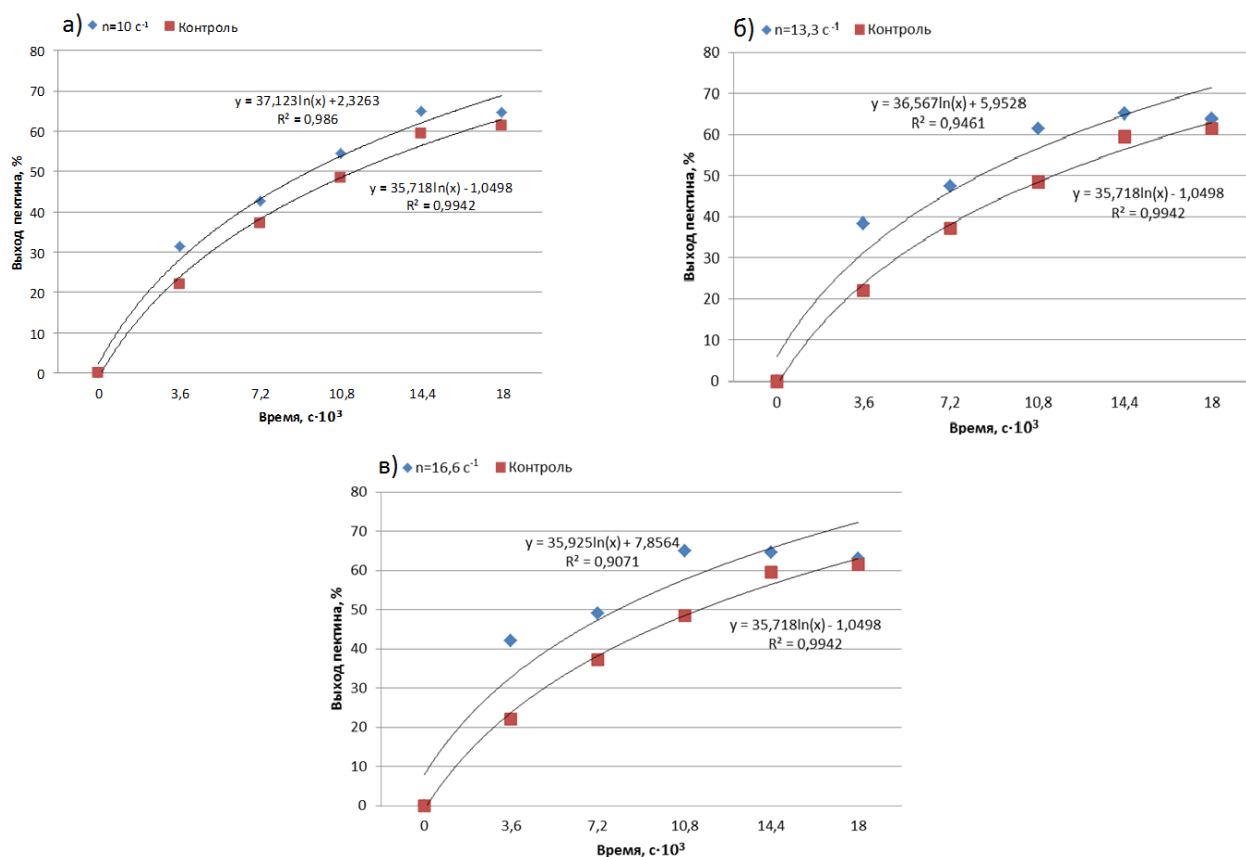 а) n=10 с⁻¹ Контроль
80
70
60
50
40
30
20
10
0
Выход пектина, %
y = 37,123ln(x) +2,3263
R² = 0,986
y = 35,718ln(x) - 1,0498
R² = 0,9942
0 3,6 7,2 10,8 14,4 18
Время, с·10³
б) n=13,3 с⁻¹ Контроль
80
70
60
50
40
30
20
10
0
Выход пектина, %
y = 36,567ln(x) + 5,9528
R² = 0,9461
y = 35,718ln(x) - 1,0498
R² = 0,9942
0 3,6 7,2 10,8 14,4 18
Время, с·10³
в) n=16,6 с⁻¹ Контроль
80
70
60
50
40
30
20
10
0
Выход пектина, %
y = 35,925ln(x) + 7,8564
R² = 0,9071
y = 35,718ln(x) - 1,0498
R² = 0,9942
0 3,6 7,2 10,8 14,4 18
Время, с·10³